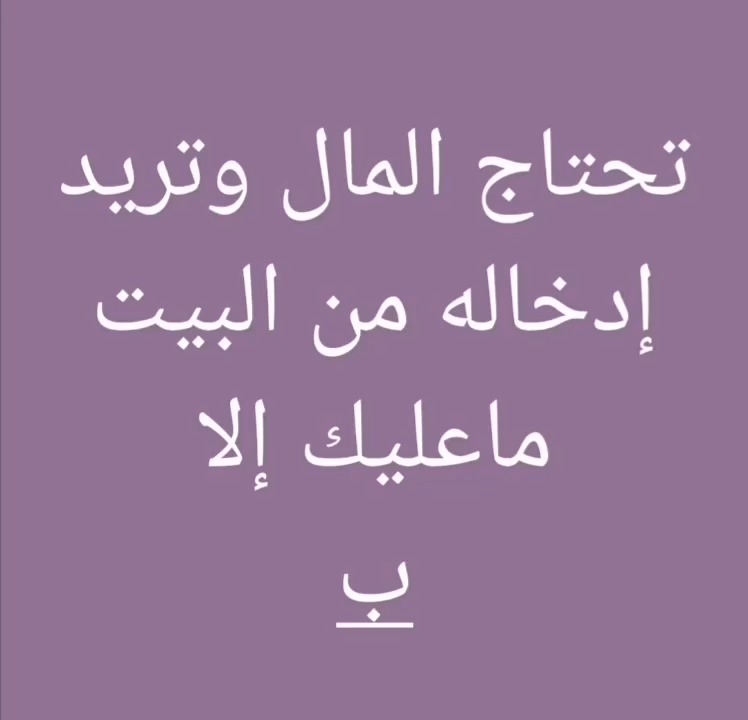 تحتاج المال وتريد
إدخاله من البيت
ماعليك إلا
ب